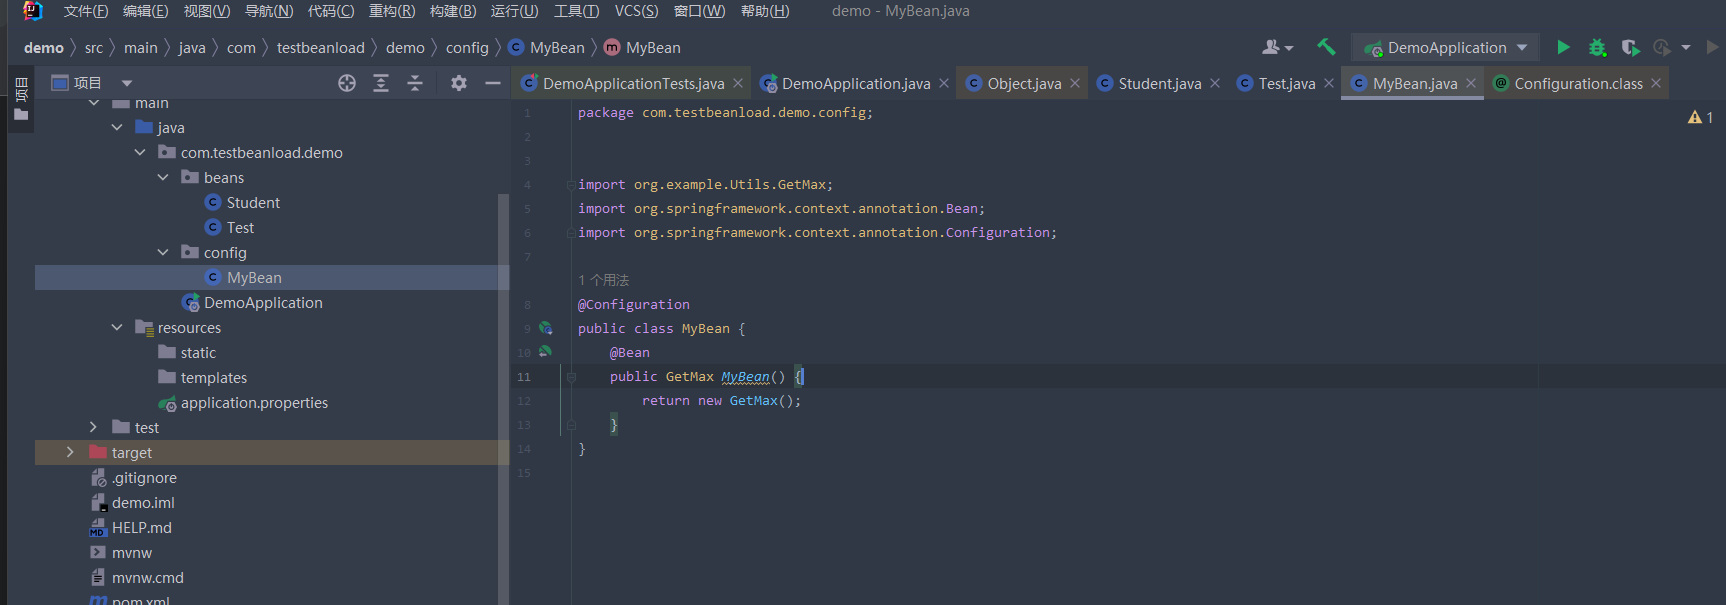 文件(F) 编辑(E) 视图(V) 导航(N) 代码(C) 重构(R) 构建(B) 运行(U) 工具(T) VCS(S) 窗口(W) 帮助(H) demo - MyBean.java
demo src main java com testbeanload demo config MyBean MyBean
DemoApplication
项目
项目
DemoApplicationTests.java DemoApplication.java Object.java Student.java Test.java MyBean.java Configuration.class
main
java
com.testbeanload.demo
beans
Student
Test
config
MyBean
DemoApplication
resources
static
templates
application.properties
test
target
.gitignore
demo.iml
HELP.md
mvnw
mvnw.cmd
pom.xml
1 package com.testbeanload.demo.config;
2
3
4 import org.example.Utils.GetMax;
5 import org.springframework.context.annotation.Bean;
6 import org.springframework.context.annotation.Configuration;
7
1 个用法
8 @Configuration
9 public class MyBean {
10 @Bean
11 public GetMax MyBean() {
12 return new GetMax();
13 }
14 }
15
1